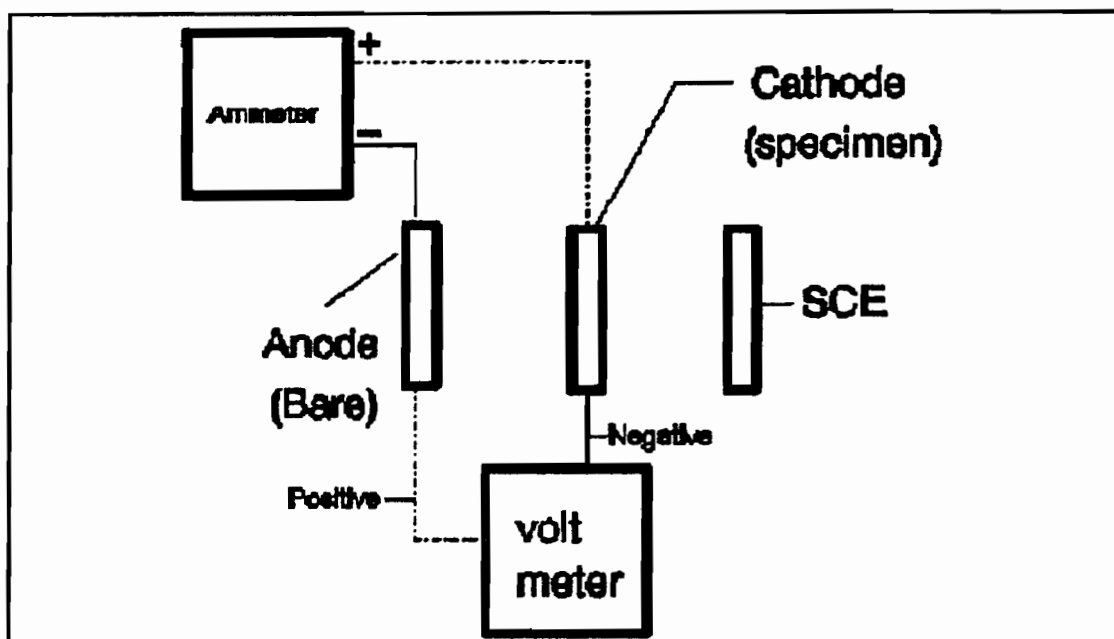 +
Ammeter
−
Cathode
(specimen)
SCE
Anode
(Bare)
Negative
Positive
volt
meter